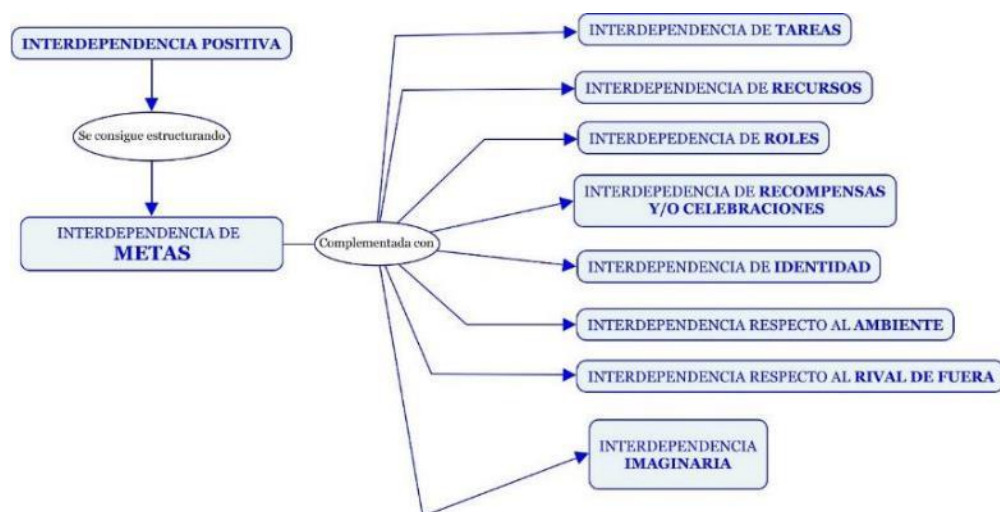 INTERDEPENDENCIA POSITIVA
Se consigue estructurando
INTERDEPENDENCIA DE
METAS
Complementada con
INTERDEPENDENCIA DE TAREAS
INTERDEPENDENCIA DE RECURSOS
INTERDEPEDENCIA DE ROLES
INTERDEPEDENCIA DE RECOMPENSAS
Y/O CELEBRACIONES
INTERDEPENDENCIA DE IDENTIDAD
INTERDEPENDENCIA RESPECTO AL AMBIENTE
INTERDEPENDENCIA RESPECTO AL RIVAL DE FUERA
INTERDEPENDENCIA
IMAGINARIA